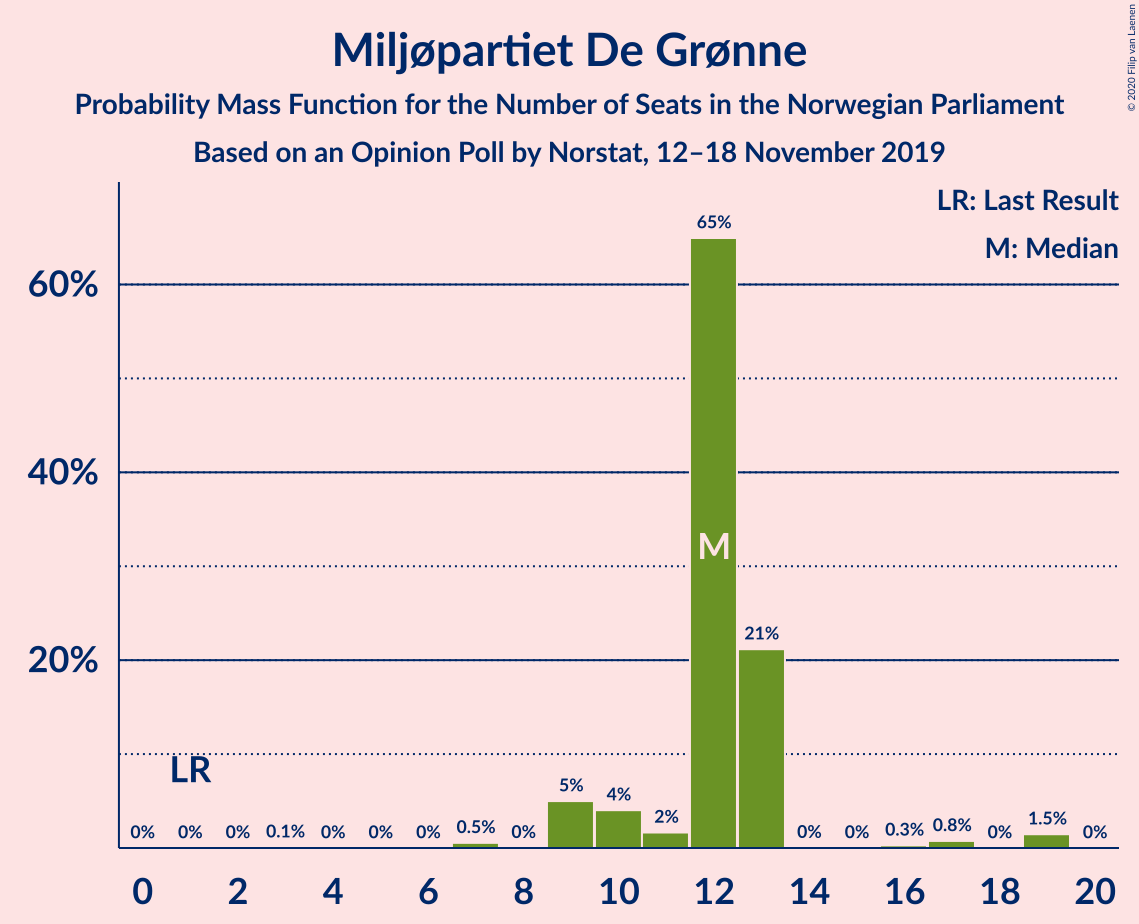 Miljøpartiet De Grønne
Probability Mass Function for the Number of Seats in the Norwegian Parliament
Based on an Opinion Poll by Norstat, 12–18 November 2019
© 2020 Filip van Laenen
LR: Last Result
M: Median
65%
60%
40%
M
21%
20%
LR
5%
4%
2%
0% 0% 0% 0.1% 0% 0% 0% 0.5% 0% 0% 0% 0.3% 0.8% 0% 1.5% 0%
0 2 4 6 8 10 12 14 16 18 20